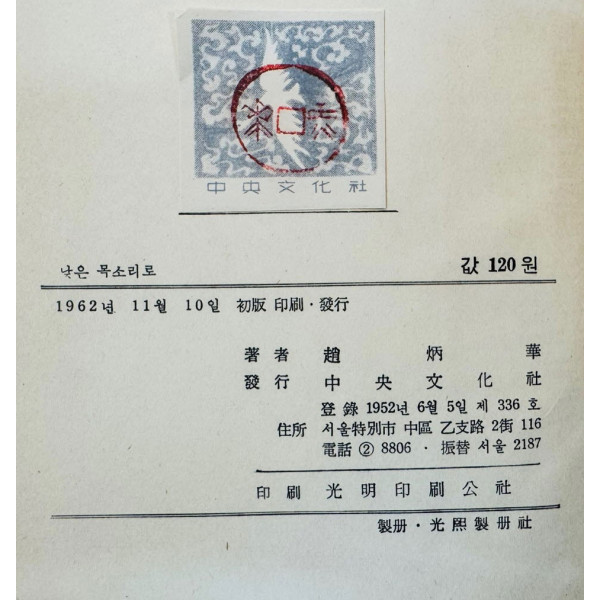 中央文化社
낮은 목소리로 값 120원
1962년 11월 10일 初版 印刷·發行
著者 趙炳華
發行 中央文化社
登錄 1952년 6월 5일 제 336 호
住所 서울特別市 中區 乙支路 2街 116
電話 ② 8806 · 振替 서울 2187
印刷 光明印刷公社
製册·光熙製册社